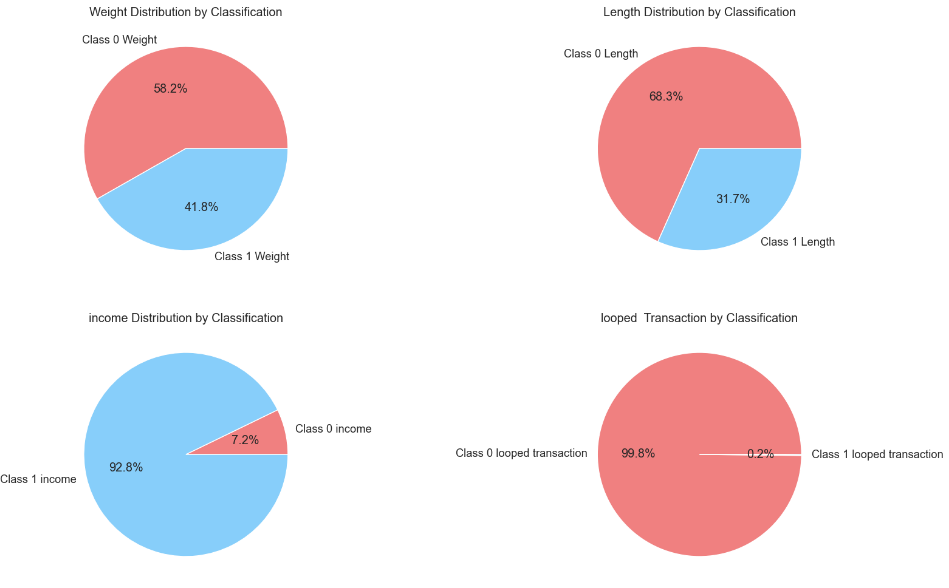 Weight Distribution by Classification
Class 0 Weight
58.2%
41.8%
Class 1 Weight
Length Distribution by Classification
Class 0 Length
68.3%
31.7%
Class 1 Length
income Distribution by Classification
Class 0 income
7.2%
92.8%
Class 1 income
looped  Transaction by Classification
Class 0 looped transaction
99.8%
0.2%
Class 1 looped transaction